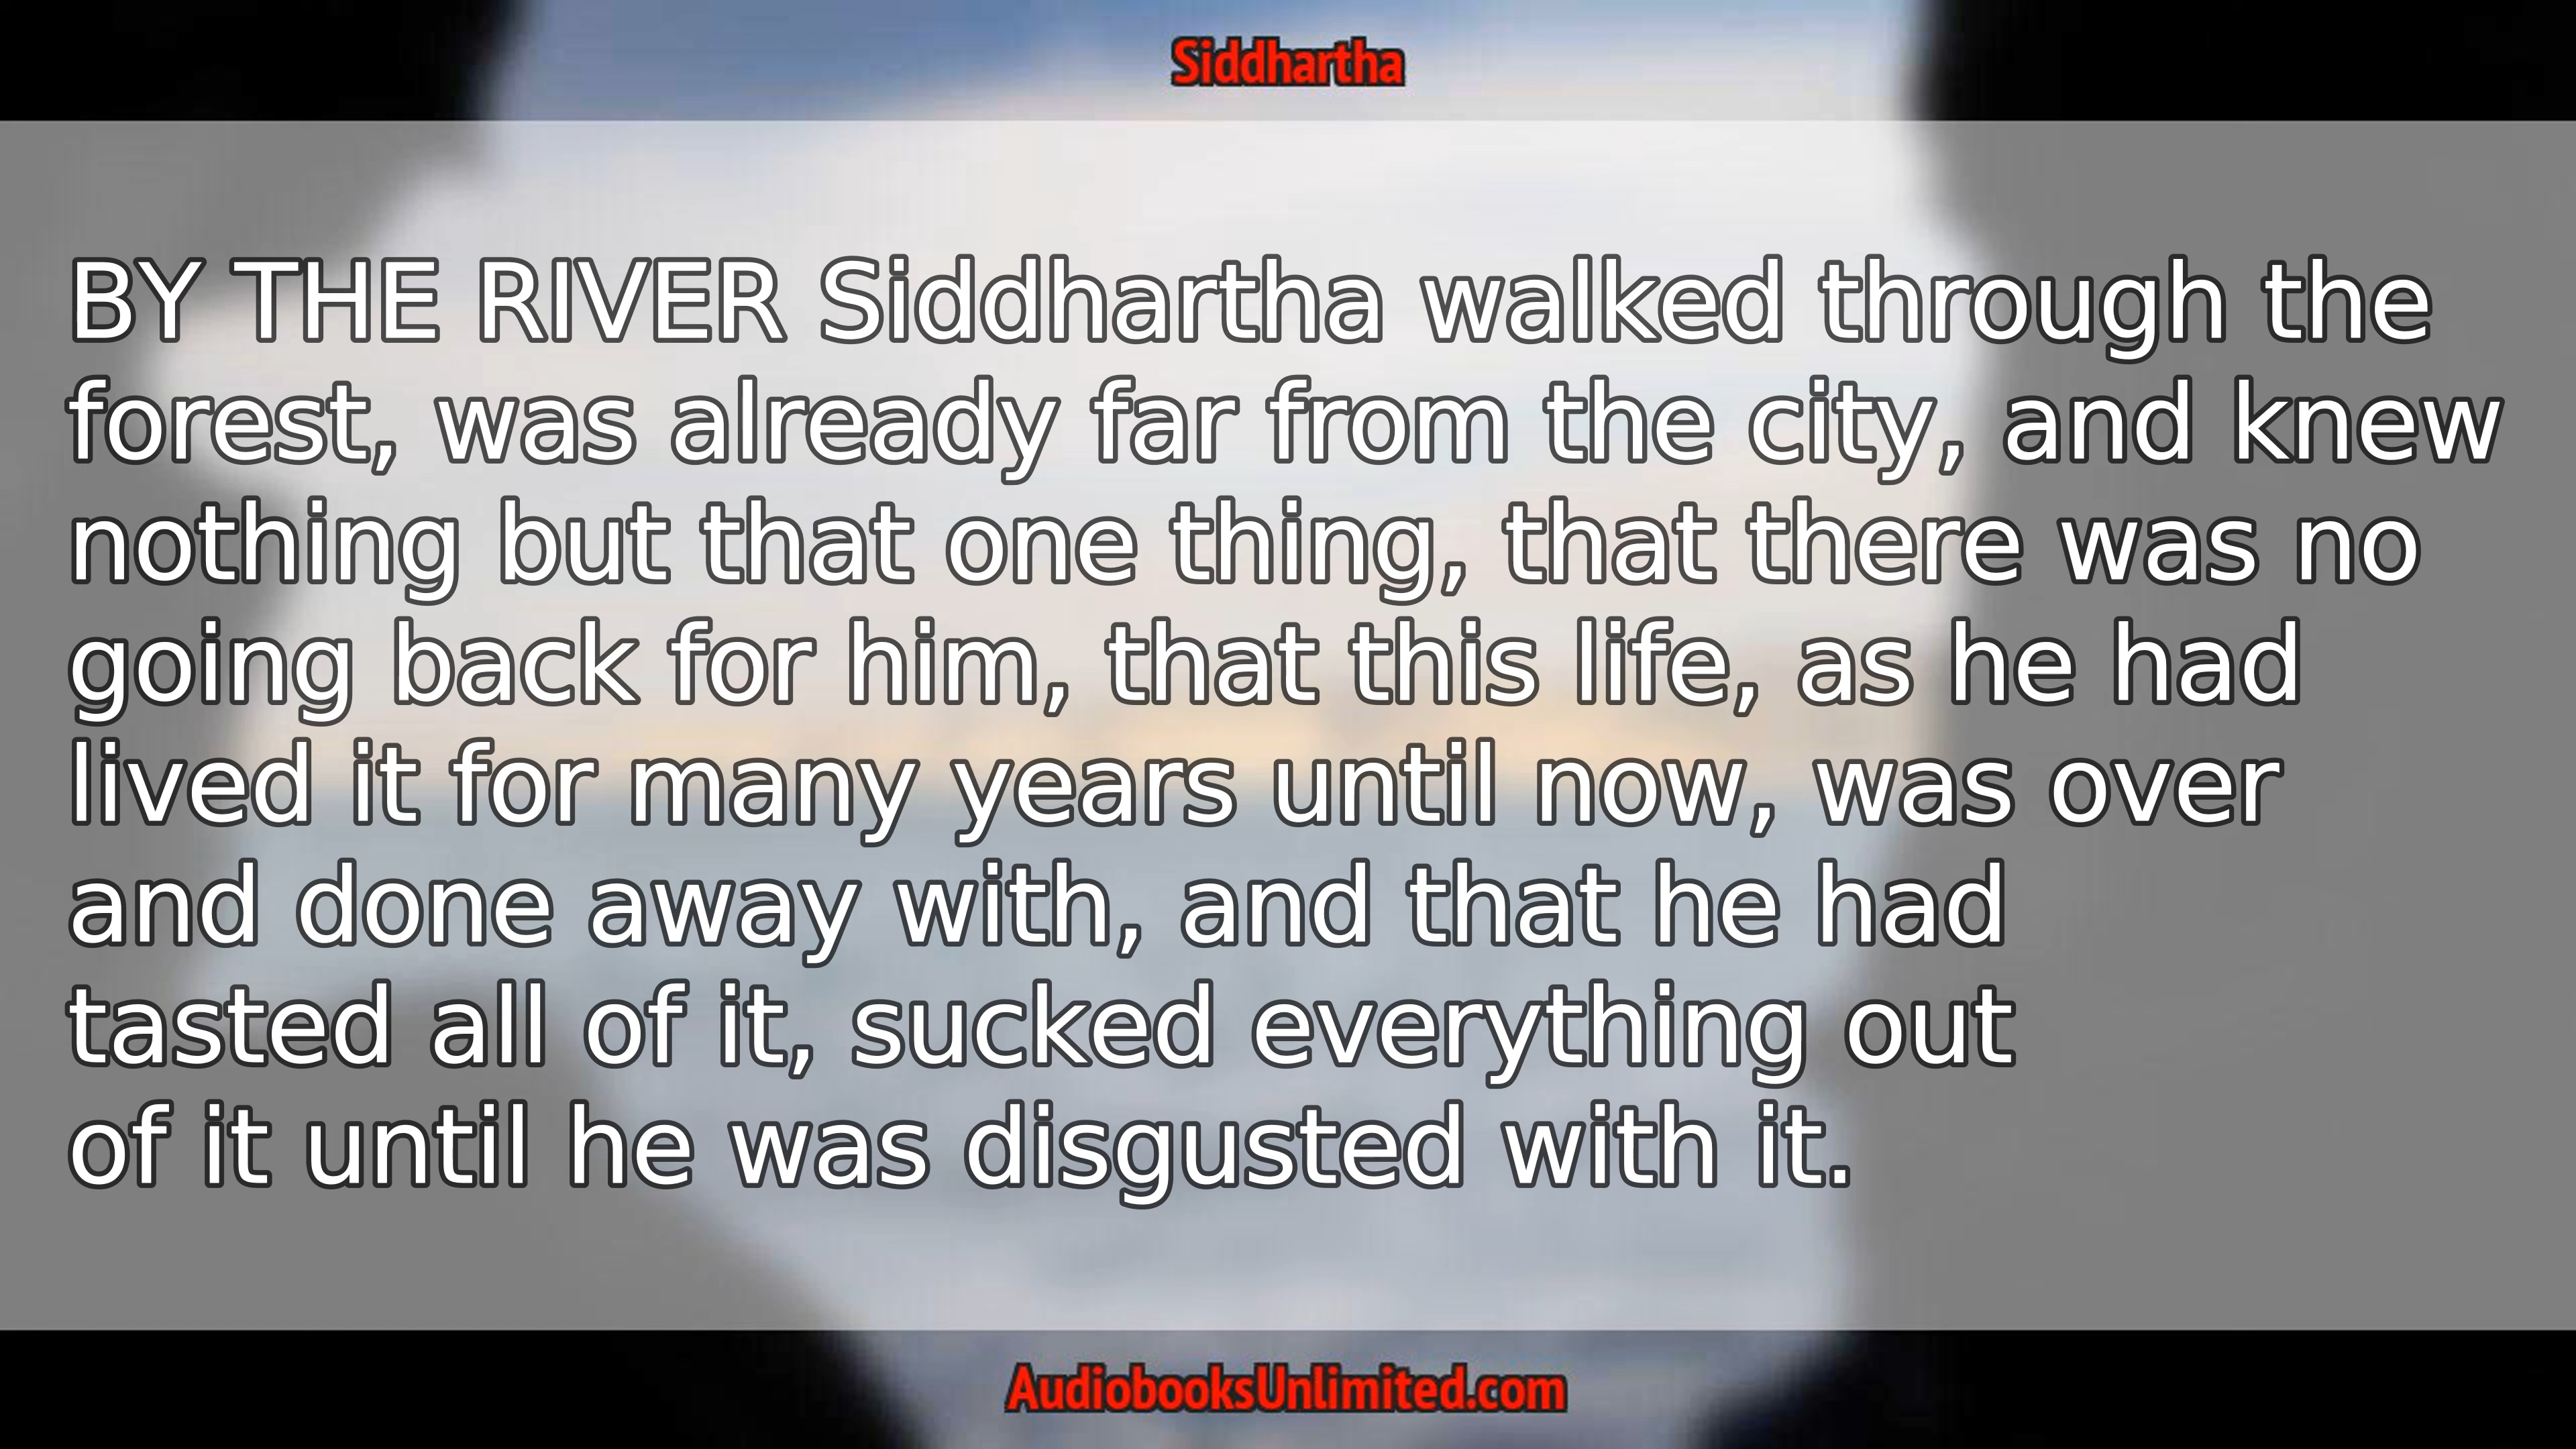 Siddhartha
BY THE RIVER Siddhartha walked through the
forest, was already far from the city, and knew
nothing but that one thing, that there was no
going back for him, that this life, as he had
lived it for many years until now, was over
and done away with, and that he had
tasted all of it, sucked everything out
of it until he was disgusted with it.
AudiobooksUnlimited.com